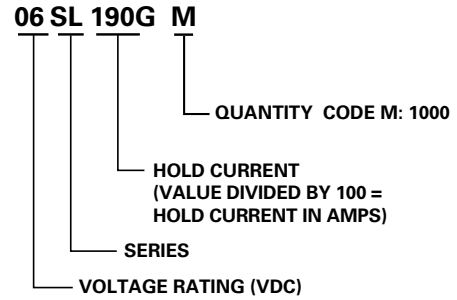 06 SL 190G M
QUANTITY CODE M: 1000
HOLD CURRENT
(VALUE DIVIDED BY 100 =
HOLD CURRENT IN AMPS)
SERIES
VOLTAGE RATING (VDC)